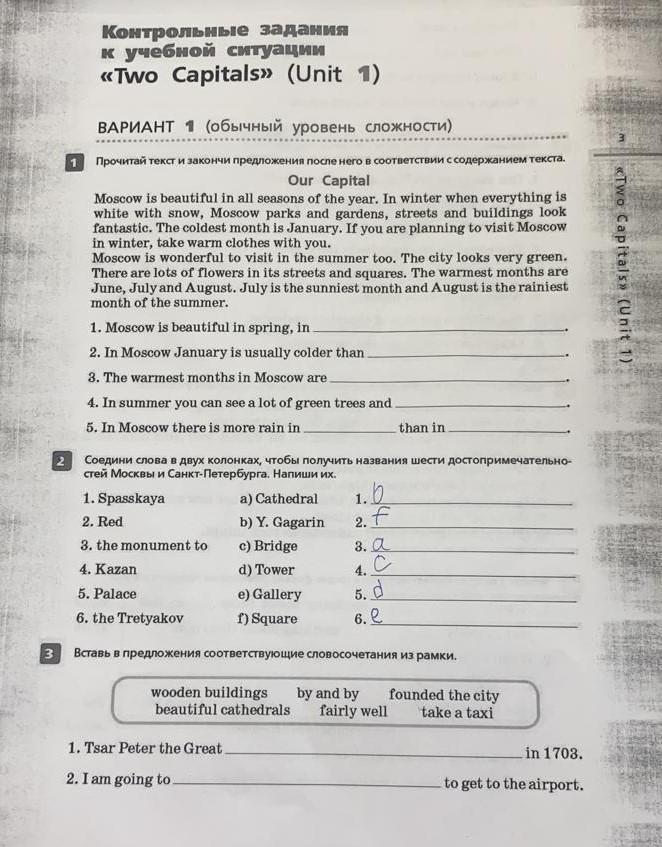 Контрольные задания
к учебной ситуации
«Two Capitals» (Unit 1)
ВАРИАНТ 1 (обычный уровень сложности)
3
«Two Capitals» (Unit 1)
1 Прочитай текст и закончи предложения после него в соответствии с содержанием текста.
Our Capital
Moscow is beautiful in all seasons of the year. In winter when everything is
white with snow, Moscow parks and gardens, streets and buildings look
fantastic. The coldest month is January. If you are planning to visit Moscow
in winter, take warm clothes with you.
Moscow is wonderful to visit in the summer too. The city looks very green.
There are lots of flowers in its streets and squares. The warmest months are
June, July and August. July is the sunniest month and August is the rainiest
month of the summer.
1. Moscow is beautiful in spring, in ____.
2. In Moscow January is usually colder than ____.
3. The warmest months in Moscow are ____.
4. In summer you can see a lot of green trees and ____.
5. In Moscow there is more rain in ____ than in ____.
2 Соедини слова в двух колонках, чтобы получить названия шести достопримечательно-
стей Москвы и Санкт-Петербурга. Напиши их.
1. Spasskaya a) Cathedral 1. b
2. Red b) Y. Gagarin 2. f
3. the monument to c) Bridge 3. a
4. Kazan d) Tower 4. c
5. Palace e) Gallery 5. d
6. the Tretyakov f) Square 6. e
3 Вставь в предложения соответствующие словосочетания из рамки.
wooden buildings by and by founded the city
beautiful cathedrals fairly well take a taxi
1. Tsar Peter the Great ____ in 1703.
2. I am going to ____ to get to the airport.